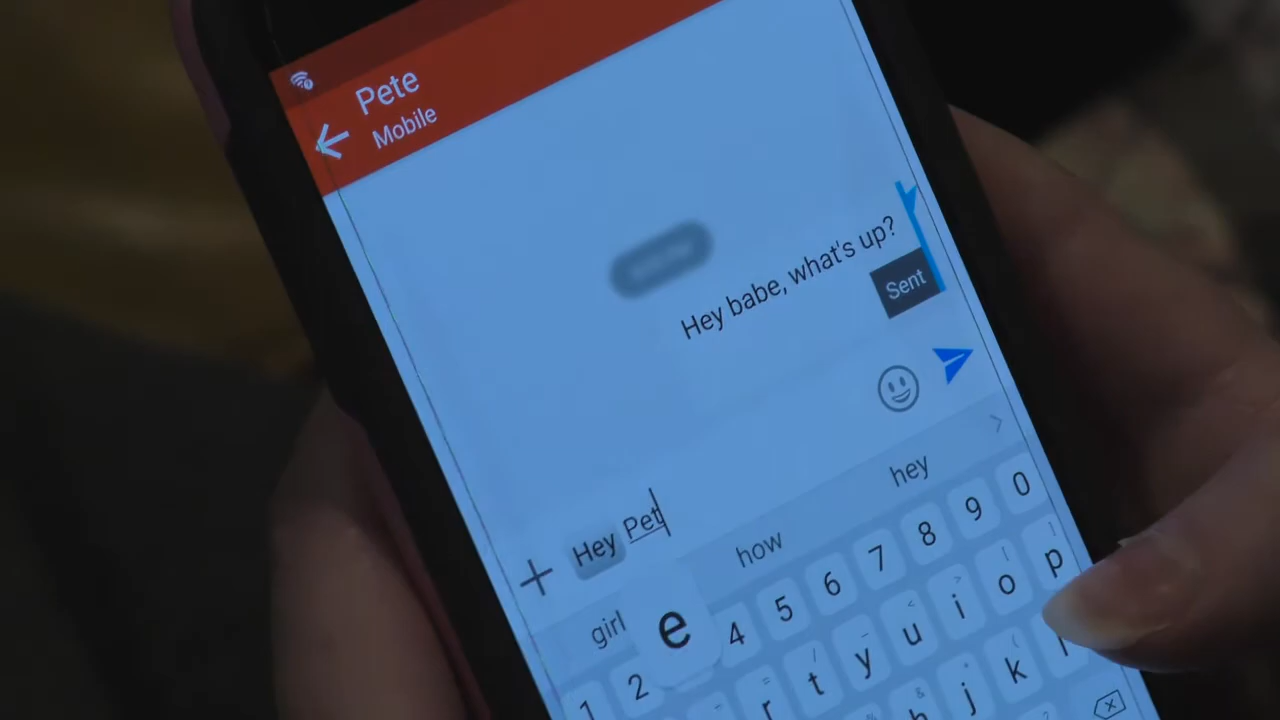 Pete
Mobile
Hey babe, what's up?
Sent
Hey Pet
girl how hey
e
1 2 4 5 6 7 8 9 0
r t y u i o p
j k l